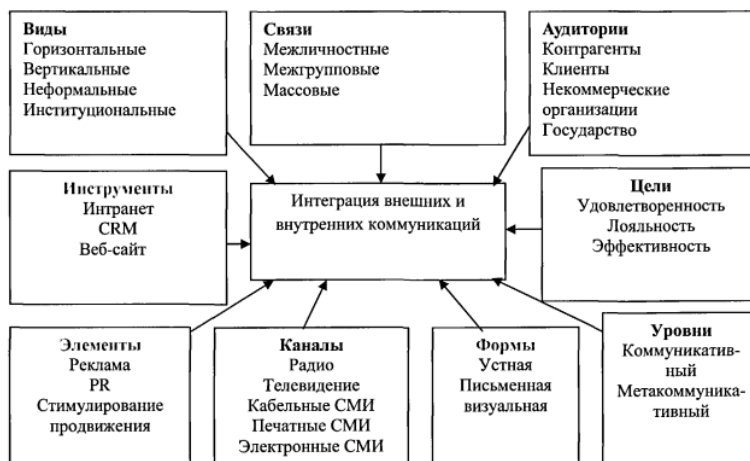 Виды
Горизонтальные
Вертикальные
Неформальные
Институциональные
Связи
Межличностные
Межгрупповые
Массовые
Аудитории
Контрагенты
Клиенты
Некоммерческие
организации
Государство
Инструменты
Интранет
CRM
Веб-сайт
Интеграция внешних и
внутренних коммуникаций
Цели
Удовлетворенность
Лояльность
Эффективность
Элементы
Реклама
PR
Стимулирование
продвижения
Каналы
Радио
Телевидение
Кабельные СМИ
Печатные СМИ
Электронные СМИ
Формы
Устная
Письменная
визуальная
Уровни
Коммуникатив-
ный
Метакоммуника-
тивный